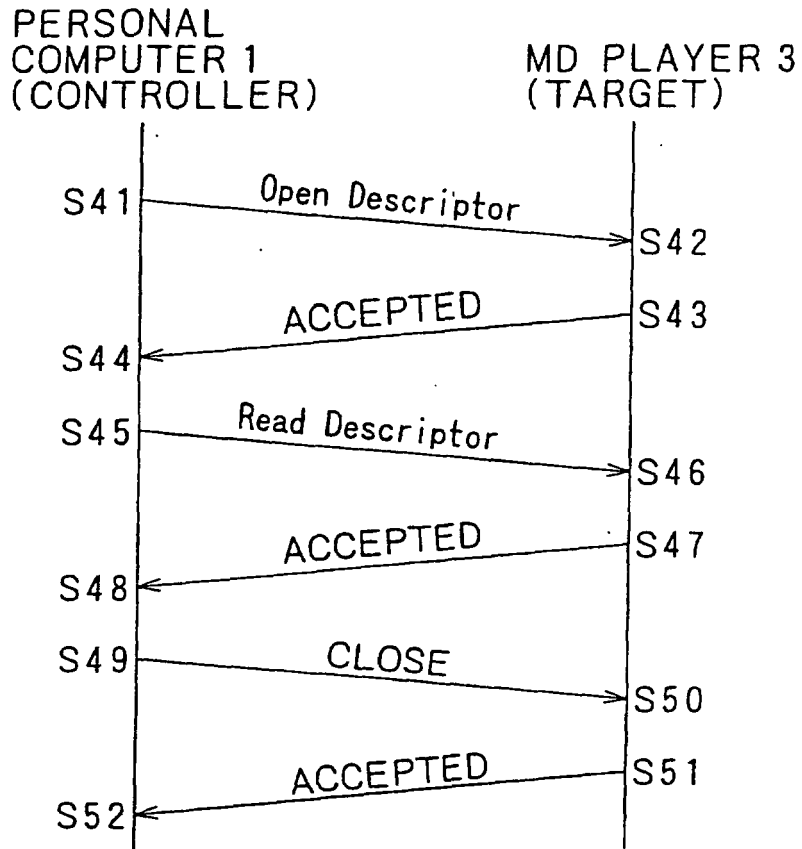 PERSONAL
COMPUTER 1
(CONTROLLER)
MD PLAYER 3
(TARGET)
S41
Open Descriptor
S42
ACCEPTED
S43
S44
S45
Read Descriptor
S46
ACCEPTED
S47
S48
S49
CLOSE
S50
ACCEPTED
S51
S52